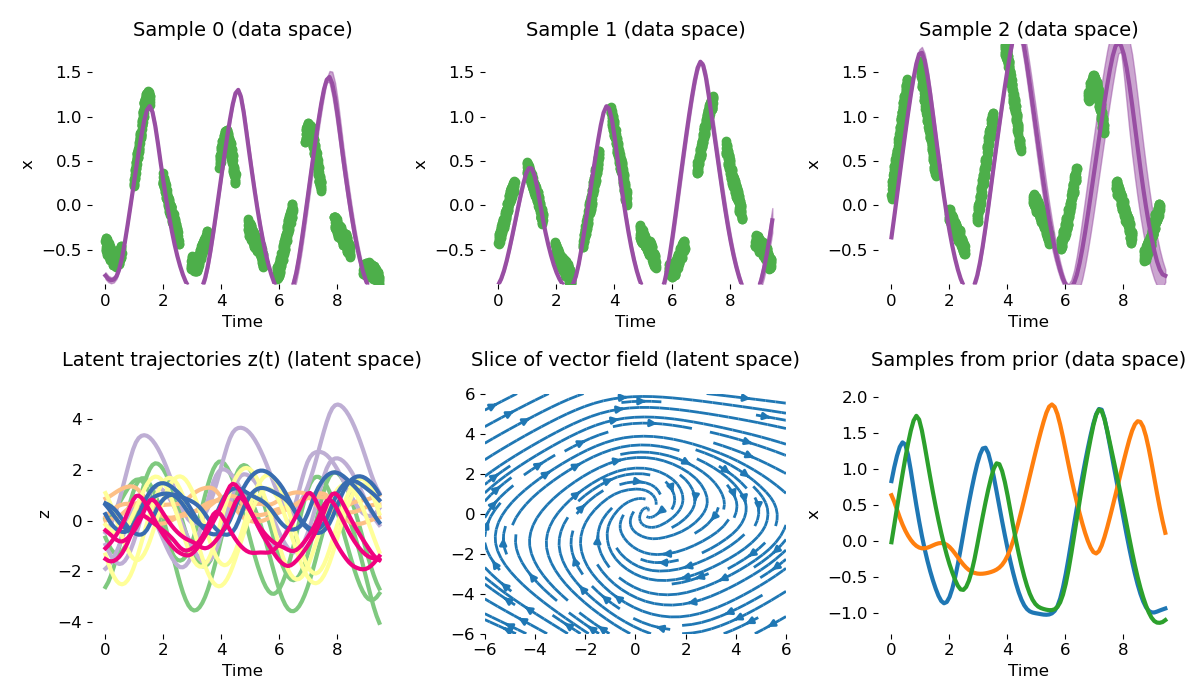 Sample 0 (data space)
Sample 1 (data space)
Sample 2 (data space)
1.5
1.0
0.5
0.0
−0.5
x
0 2 4 6 8
Time
1.5
1.0
0.5
0.0
−0.5
x
0 2 4 6 8
Time
1.5
1.0
0.5
0.0
−0.5
x
0 2 4 6 8
Time
Latent trajectories z(t) (latent space)
Slice of vector field (latent space)
Samples from prior (data space)
4
2
0
−2
−4
z
0 2 4 6 8
Time
6
4
2
0
−2
−4
−6
−6 −4 −2 0 2 4 6
2.0
1.5
1.0
0.5
0.0
−0.5
−1.0
x
0 2 4 6 8
Time